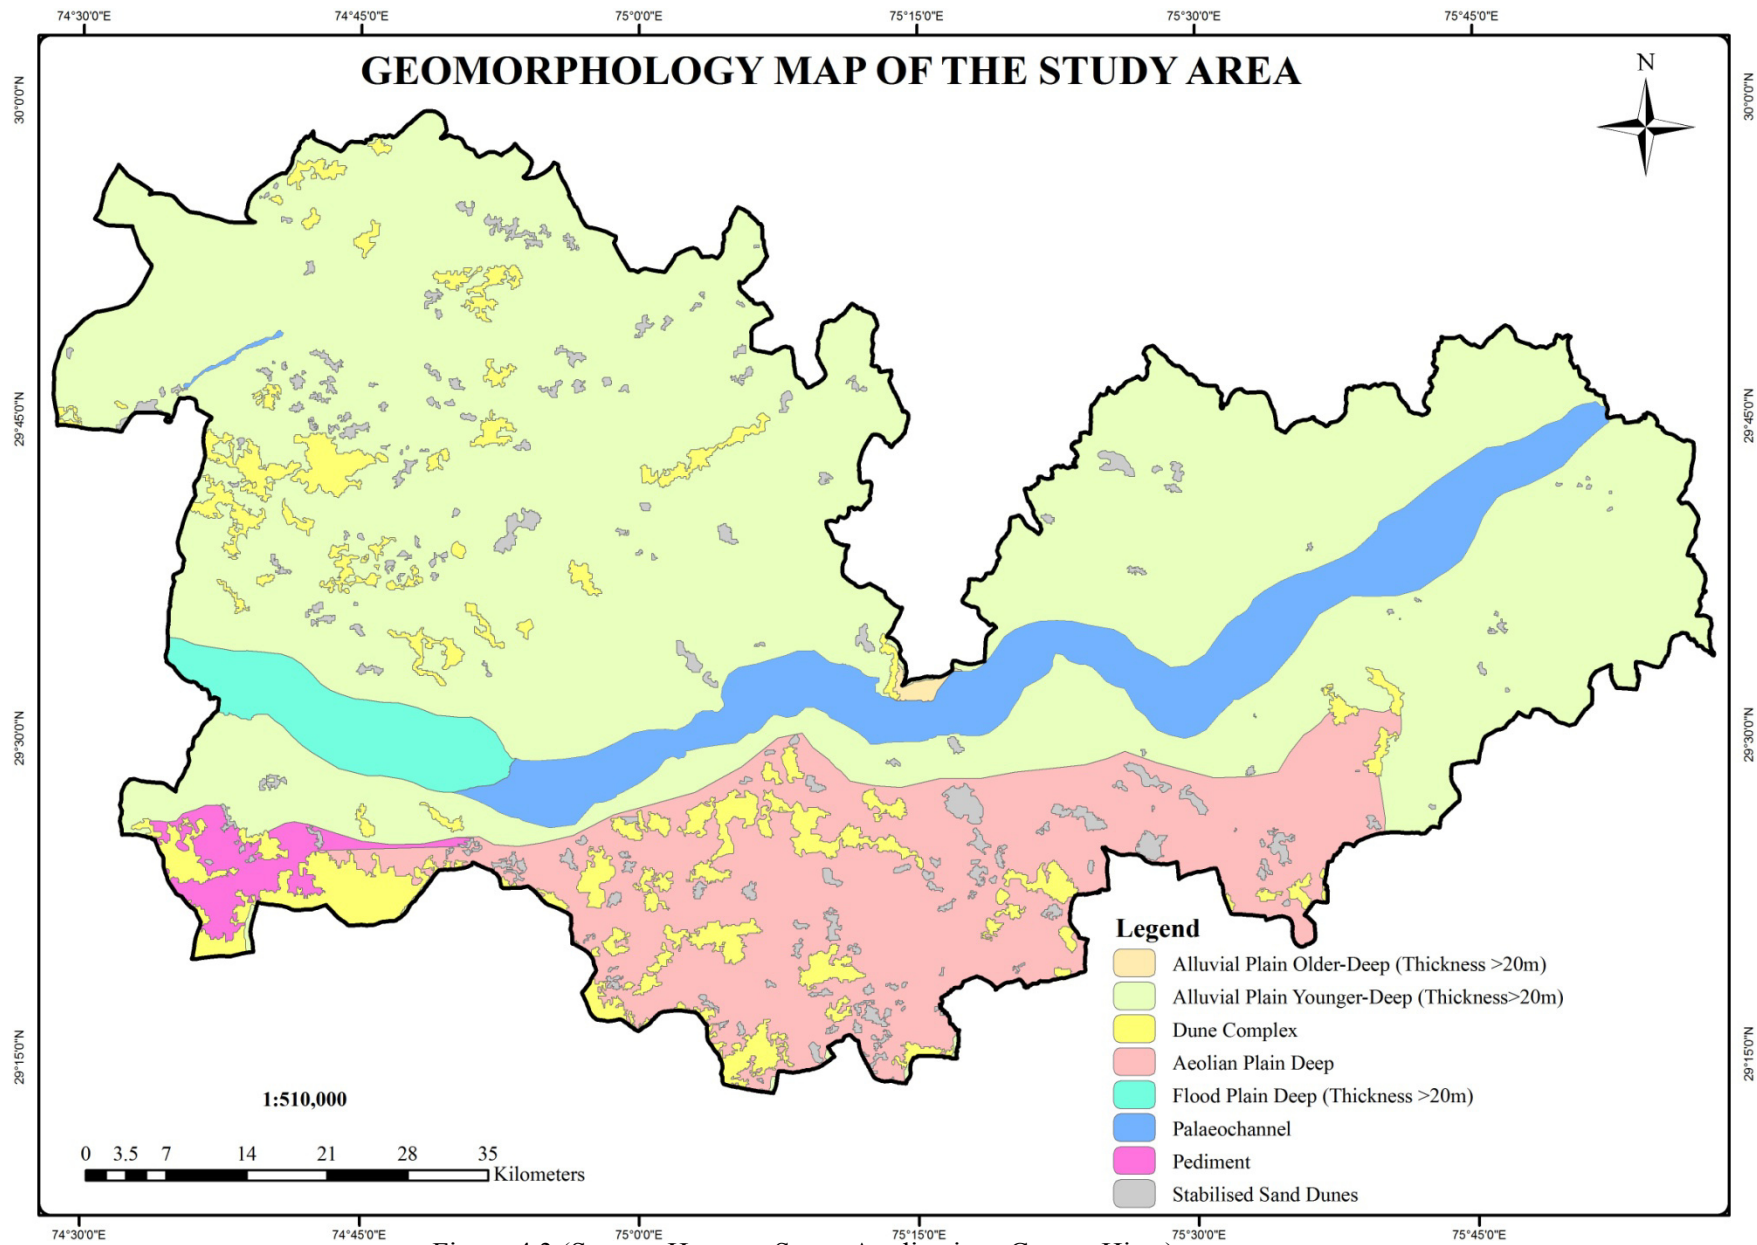 74°30'0"E 74°45'0"E 75°0'0"E 75°15'0"E 75°30'0"E 75°45'0"E
GEOMORPHOLOGY MAP OF THE STUDY AREA
N
30°0'0"N 30°0'0"N
29°45'0"N 29°45'0"N
29°30'0"N 29°30'0"N
29°15'0"N 29°15'0"N
Legend
Alluvial Plain Older-Deep (Thickness >20m)
Alluvial Plain Younger-Deep (Thickness>20m)
Dune Complex
Aeolian Plain Deep
Flood Plain Deep (Thickness >20m)
Palaeochannel
Pediment
Stabilised Sand Dunes
1:510,000
0 3.5 7 14 21 28 35
Kilometers
74°30'0"E 74°45'0"E 75°0'0"E 75°15'0"E 75°30'0"E 75°45'0"E